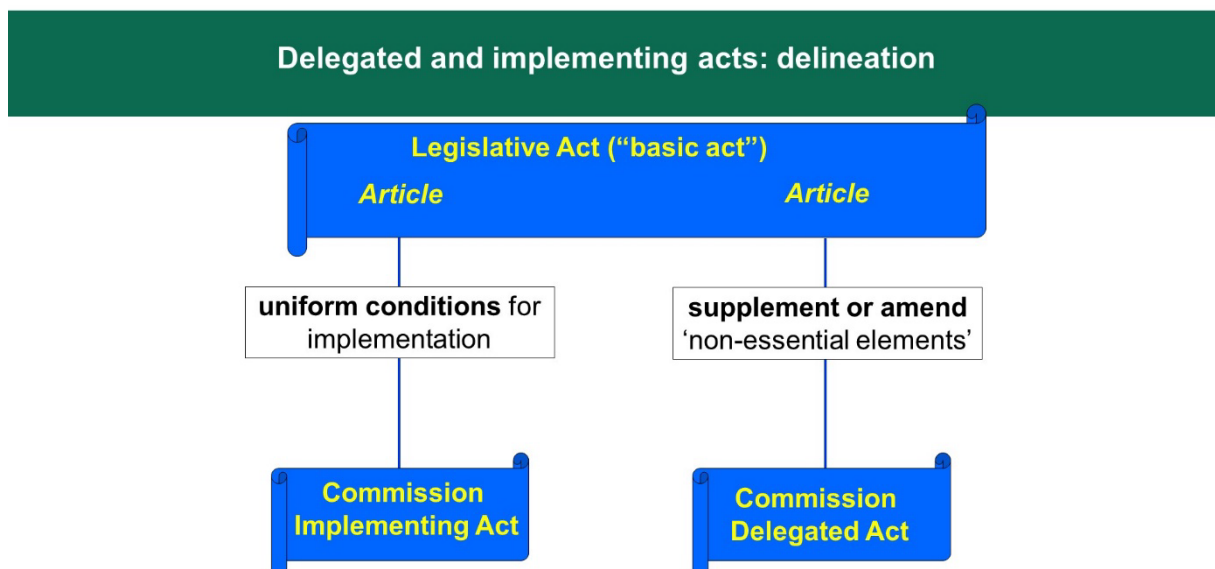 Delegated and implementing acts: delineation
Legislative Act (“basic act”)
Article
Article
uniform conditions for
implementation
supplement or amend
‘non-essential elements’
Commission
Implementing Act
Commission
Delegated Act